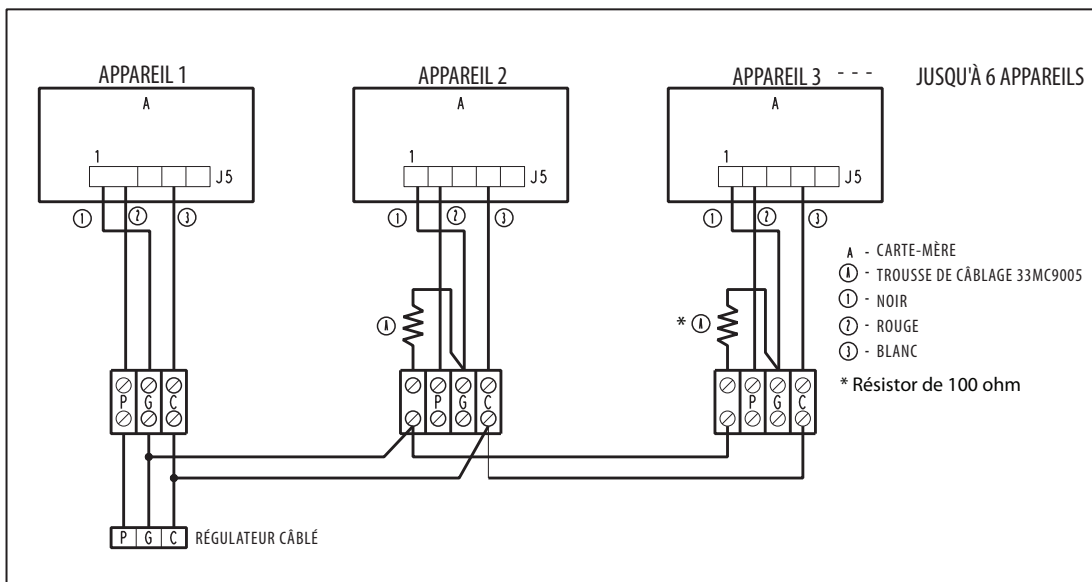 APPAREIL 1
APPAREIL 2
APPAREIL 3 - - - JUSQU'À 6 APPAREILS
A
A
A
1
J5
1
J5
1
J5
1 2 3
1 2 3
1 2 3
A - CARTE-MÈRE
A - TROUSSE DE CÂBLAGE 33MC9005
1 - NOIR
2 - ROUGE
3 - BLANC
* Résistor de 100 ohm
A
* A
P G C
P G C
P G C
P G C RÉGULATEUR CÂBLÉ